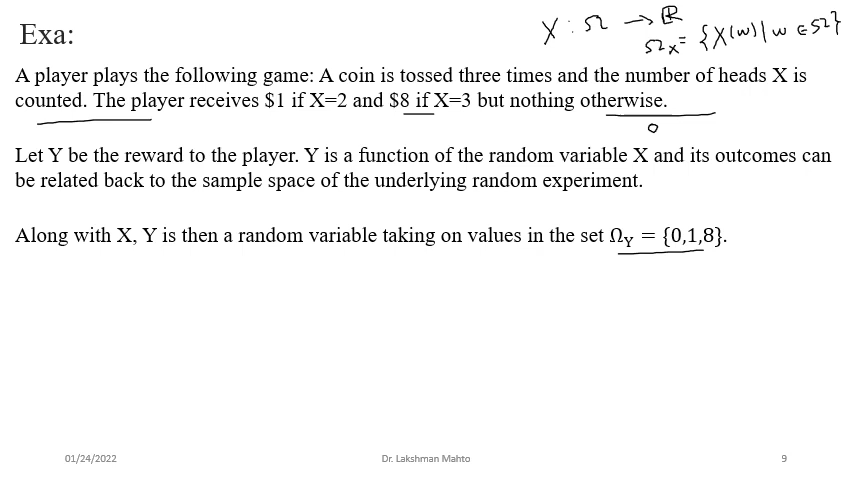 Exa:
X : Ω → ℝ
Ωx = {X(w) | w ∈ Ω}
A player plays the following game: A coin is tossed three times and the number of heads X is
counted. The player receives $1 if X=2 and $8 if X=3 but nothing otherwise.
0
Let Y be the reward to the player. Y is a function of the random variable X and its outcomes can
be related back to the sample space of the underlying random experiment.
Along with X, Y is then a random variable taking on values in the set Ω_Y = {0,1,8}.
01/24/2022 Dr. Lakshman Mahto 9